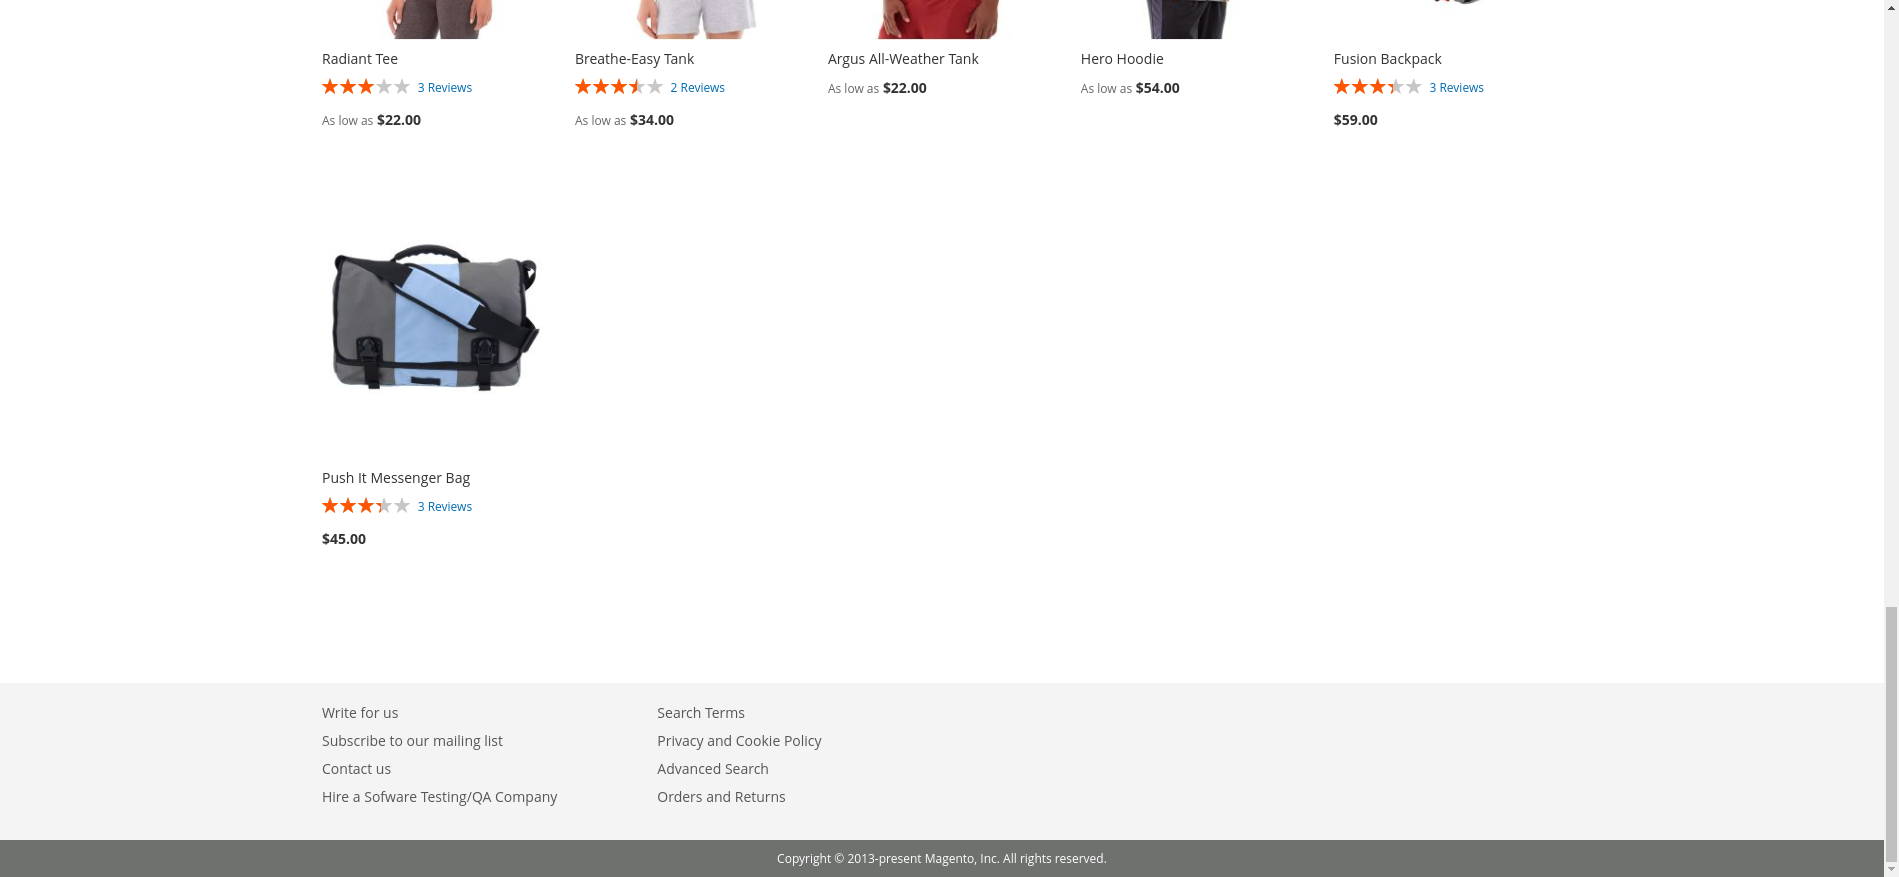 Radiant Tee
3 Reviews
As low as $22.00
Breathe-Easy Tank
2 Reviews
As low as $34.00
Argus All-Weather Tank
As low as $22.00
Hero Hoodie
As low as $54.00
Fusion Backpack
3 Reviews
$59.00
Push It Messenger Bag
3 Reviews
$45.00
Write for us
Subscribe to our mailing list
Contact us
Hire a Sofware Testing/QA Company
Search Terms
Privacy and Cookie Policy
Advanced Search
Orders and Returns
Copyright © 2013-present Magento, Inc. All rights reserved.